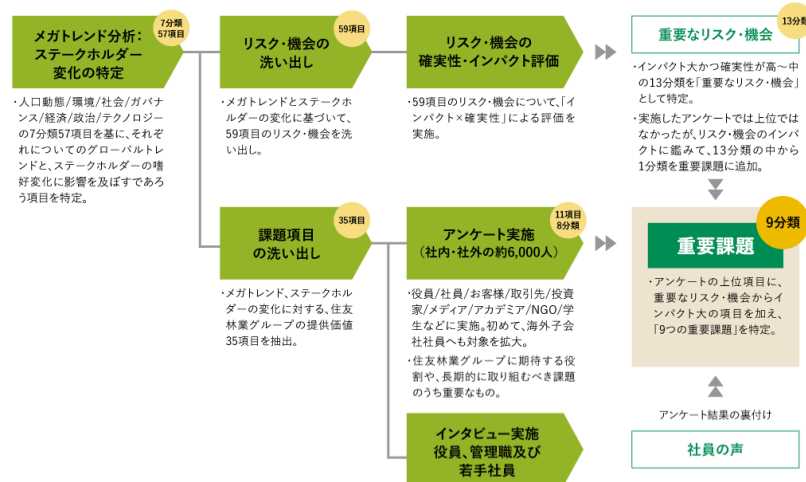 メガトレンド分析：
ステークホルダー
変化の特定
7分類
57項目
・人口動態/環境/社会/ガバナ
ンス/経済/政治/テクノロジー
の7分類57項目を基に、それぞ
れについてのグローバルトレ
ンドと、ステークホルダーの嗜
好変化に影響を及ぼすであろ
う項目を特定。
リスク・機会の
洗い出し
59項目
・メガトレンドとステークホ
ルダーの変化に基づいて、
59項目のリスク・機会を洗
い出し。
リスク・機会の
確実性・インパクト評価
・59項目のリスク・機会について、「イ
ンパクト×確実性」による評価を
実施。
重要なリスク・機会
13分類
・インパクト大かつ確実性が高〜中
の13分類を「重要なリスク・機会」
として特定。
・実施したアンケートでは上位では
なかったが、リスク・機会のインパ
クトに鑑みて、13分類の中から
1分類を重要課題に追加。
課題項目
の洗い出し
35項目
・メガトレンド、ステークホル
ダーの変化に対する、住友
林業グループの提供価値
35項目を抽出。
アンケート実施
（社内・社外の約6,000人）
11項目
8分類
・役員/社員/お客様/取引先/投資
家/メディア/アカデミア/NGO/学
生などに実施。初めて、海外子会
社社員へも対象を拡大。
・住友林業グループに期待する役
割や、長期的に取り組むべき課題
のうち重要なもの。
重要課題
9分類
・アンケートの上位項目に、
重要なリスク・機会からイ
ンパクト大の項目を加え、
「9つの重要課題」を特定。
インタビュー実施
役員、管理職及び
若手社員
アンケート結果の裏付け
社員の声